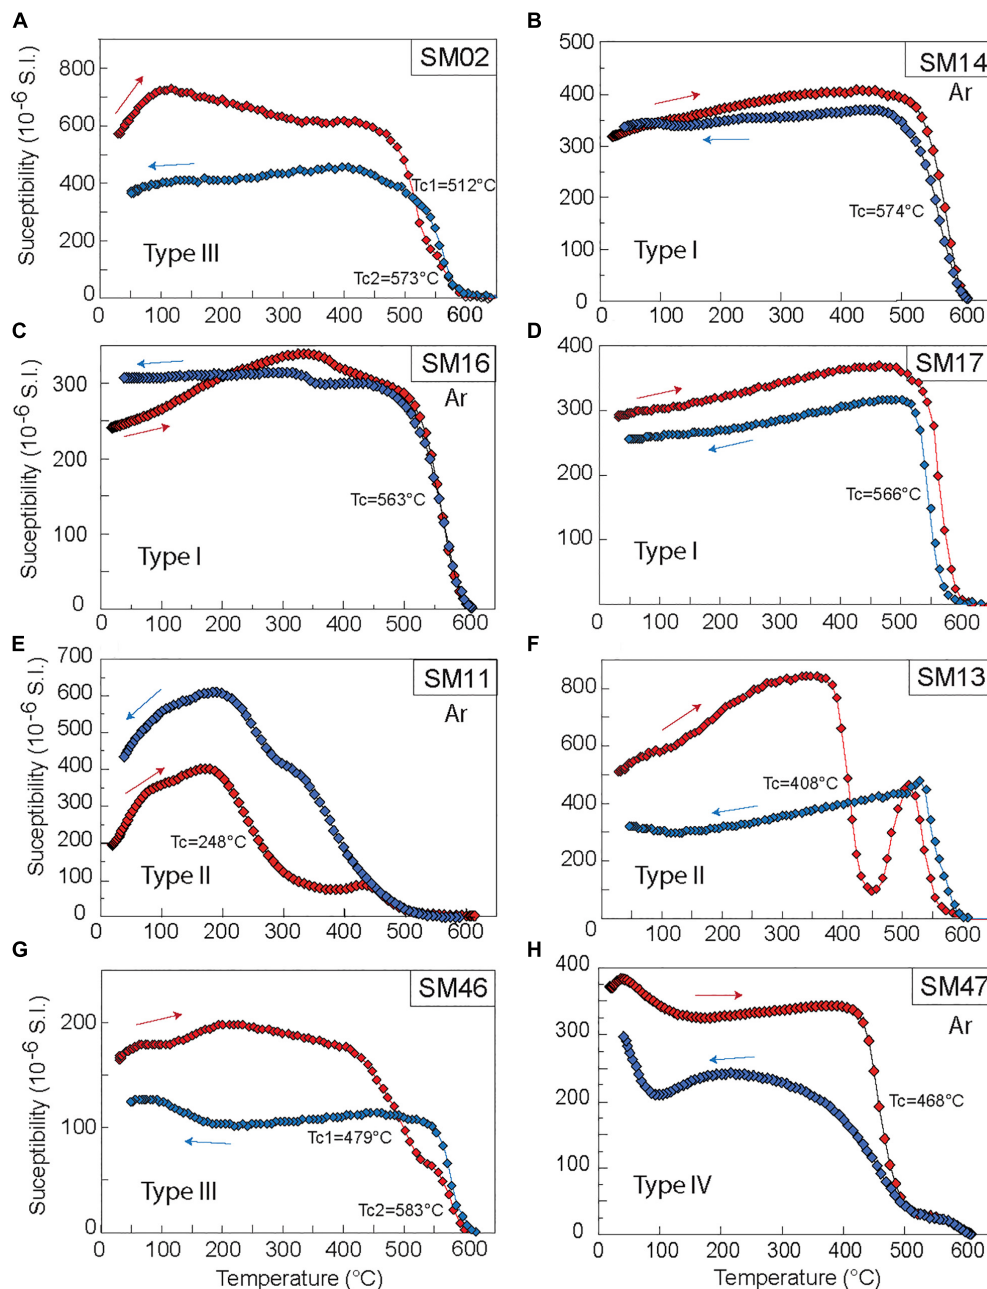 A
SM02
Suceptibility (10-6 S.I.)
800
600
400
200
0
Tc1=512°C
Tc2=573°C
Type III
0 100 200 300 400 500 600
B
SM14
Ar
500
400
300
200
100
0
Tc=574°C
Type I
0 100 200 300 400 500 600
C
SM16
Ar
Suceptibility (10-6 S.I.)
300
200
100
0
Tc=563°C
Type I
0 100 200 300 400 500 600
D
SM17
400
300
200
100
Tc=566°C
Type I
0 100 200 300 400 500 600
E
SM11
Ar
Suceptibility (10-6 S.I.)
700
600
500
400
300
200
100
0
Tc=248°C
Type II
0 100 200 300 400 500 600
F
SM13
800
600
400
200
0
Tc=408°C
Type II
100 200 300 400 500 600
G
SM46
Suceptibility (10-6 S.I.)
200
100
0
Tc1=479°C
Tc2=583°C
Type III
0 100 200 300 400 500 600
Temperature (°C)
H
SM47
Ar
400
350
300
250
200
150
100
50
0
Tc=468°C
Type IV
0 100 200 300 400 500 600
Temperature (°C)